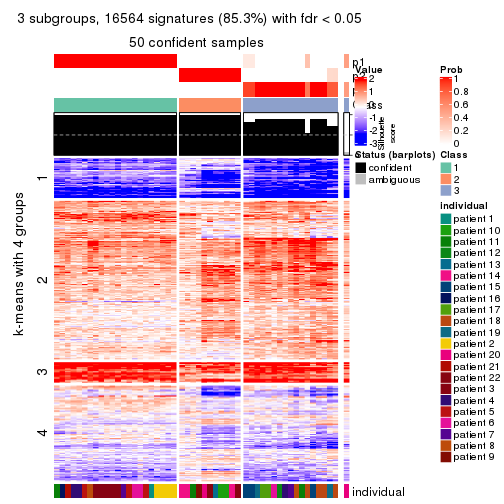 3 subgroups, 16564 signatures (85.3%) with fdr < 0.05
50 confident samples
p1
p2
Value
2
1
0
-1
-2
-3
Silhouette
score
Prob
1
0.8
0.6
0.4
0.2
0
Status (barplots)
confident
ambiguous
Class
1
2
3
individual
patient 1
patient 10
patient 11
patient 12
patient 13
patient 14
patient 15
patient 16
patient 17
patient 18
patient 19
patient 2
patient 20
patient 21
patient 22
patient 3
patient 4
patient 5
patient 6
patient 7
patient 8
patient 9
k-means with 4 groups
1
2
3
4
individual